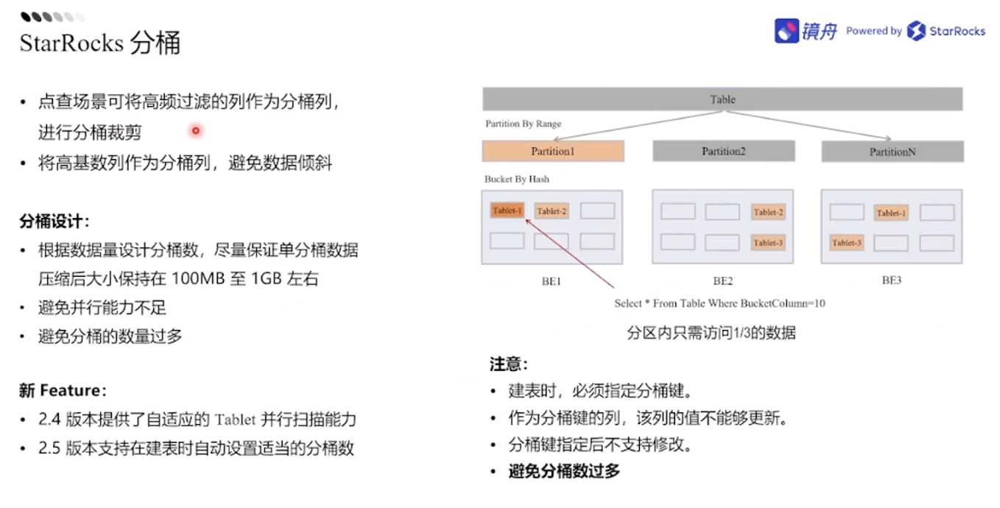 StarRocks 分桶
镜舟 Powered by StarRocks
• 点查场景可将高频过滤的列作为分桶列，
进行分桶裁剪
• 将高基数列作为分桶列，避免数据倾斜
分桶设计：
• 根据数据量设计分桶数，尽量保证单分桶数据
压缩后大小保持在 100MB 至 1GB 左右
• 避免并行能力不足
• 避免分桶的数量过多
新 Feature：
• 2.4 版本提供了自适应的 Tablet 并行扫描能力
• 2.5 版本支持在建表时自动设置适当的分桶数
Table
Partition By Range
Partition1 Partition2 PartitionN
Bucket By Hash
Tablet-1 Tablet-2 Tablet-2 Tablet-1
Tablet-3 Tablet-3
BE1 BE2 BE3
Select * From Table Where BucketColumn=10
分区内只需访问1/3的数据
注意：
• 建表时，必须指定分桶键。
• 作为分桶键的列，该列的值不能够更新。
• 分桶键指定后不支持修改。
• 避免分桶数过多